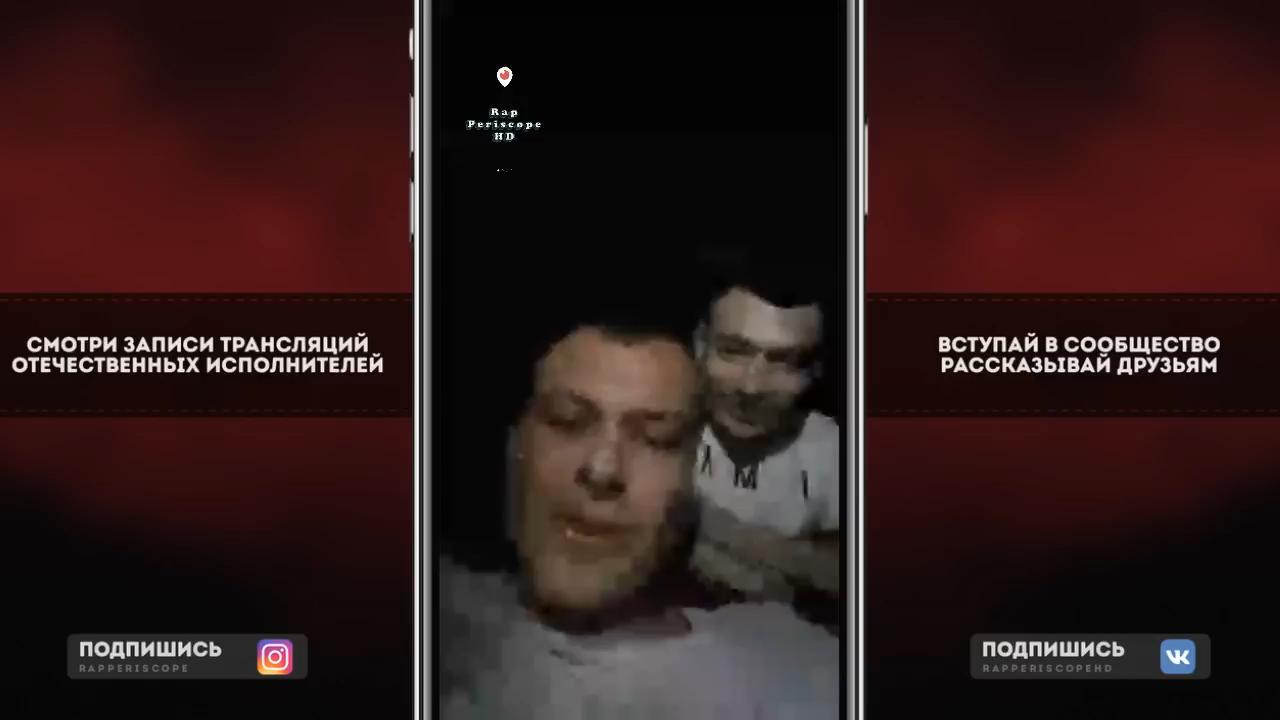 Rap
Periscope
HD
СМОТРИ ЗАПИСИ ТРАНСЛЯЦИЙ
ОТЕЧЕСТВЕННЫХ ИСПОЛНИТЕЛЕЙ
ВСТУПАЙ В СООБЩЕСТВО
РАССКАЗЫВАЙ ДРУЗЬЯМ
ПОДПИШИСЬ
RAPPERISCOPE
ПОДПИШИСЬ
RAPPERISCOPEHD